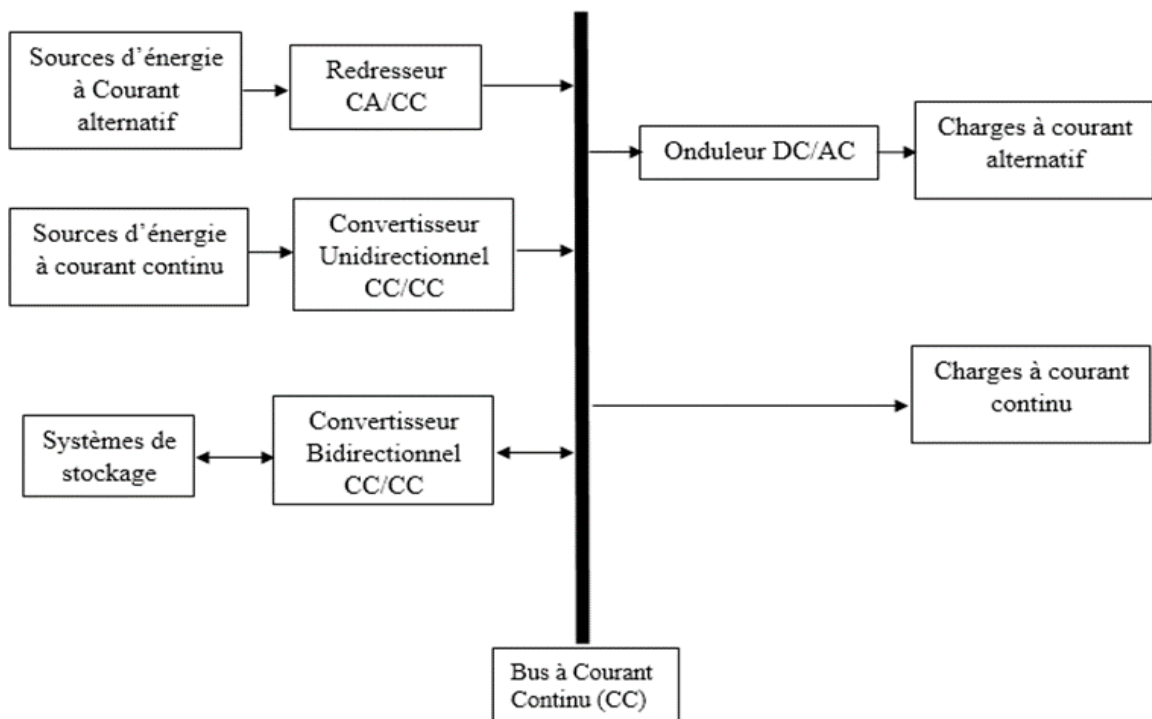 Sources d’énergie
à Courant
alternatif
Redresseur
CA/CC
Onduleur DC/AC
Charges à courant
alternatif
Sources d’énergie
à courant continu
Convertisseur
Unidirectionnel
CC/CC
Charges à courant
continu
Systèmes de
stockage
Convertisseur
Bidirectionnel
CC/CC
Bus à Courant
Continu (CC)